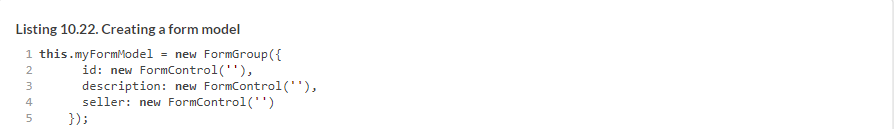 Listing 10.22. Creating a form model
1 this.myFormModel = new FormGroup({
2       id: new FormControl(''),
3       description: new FormControl(''),
4       seller: new FormControl('')
5     });